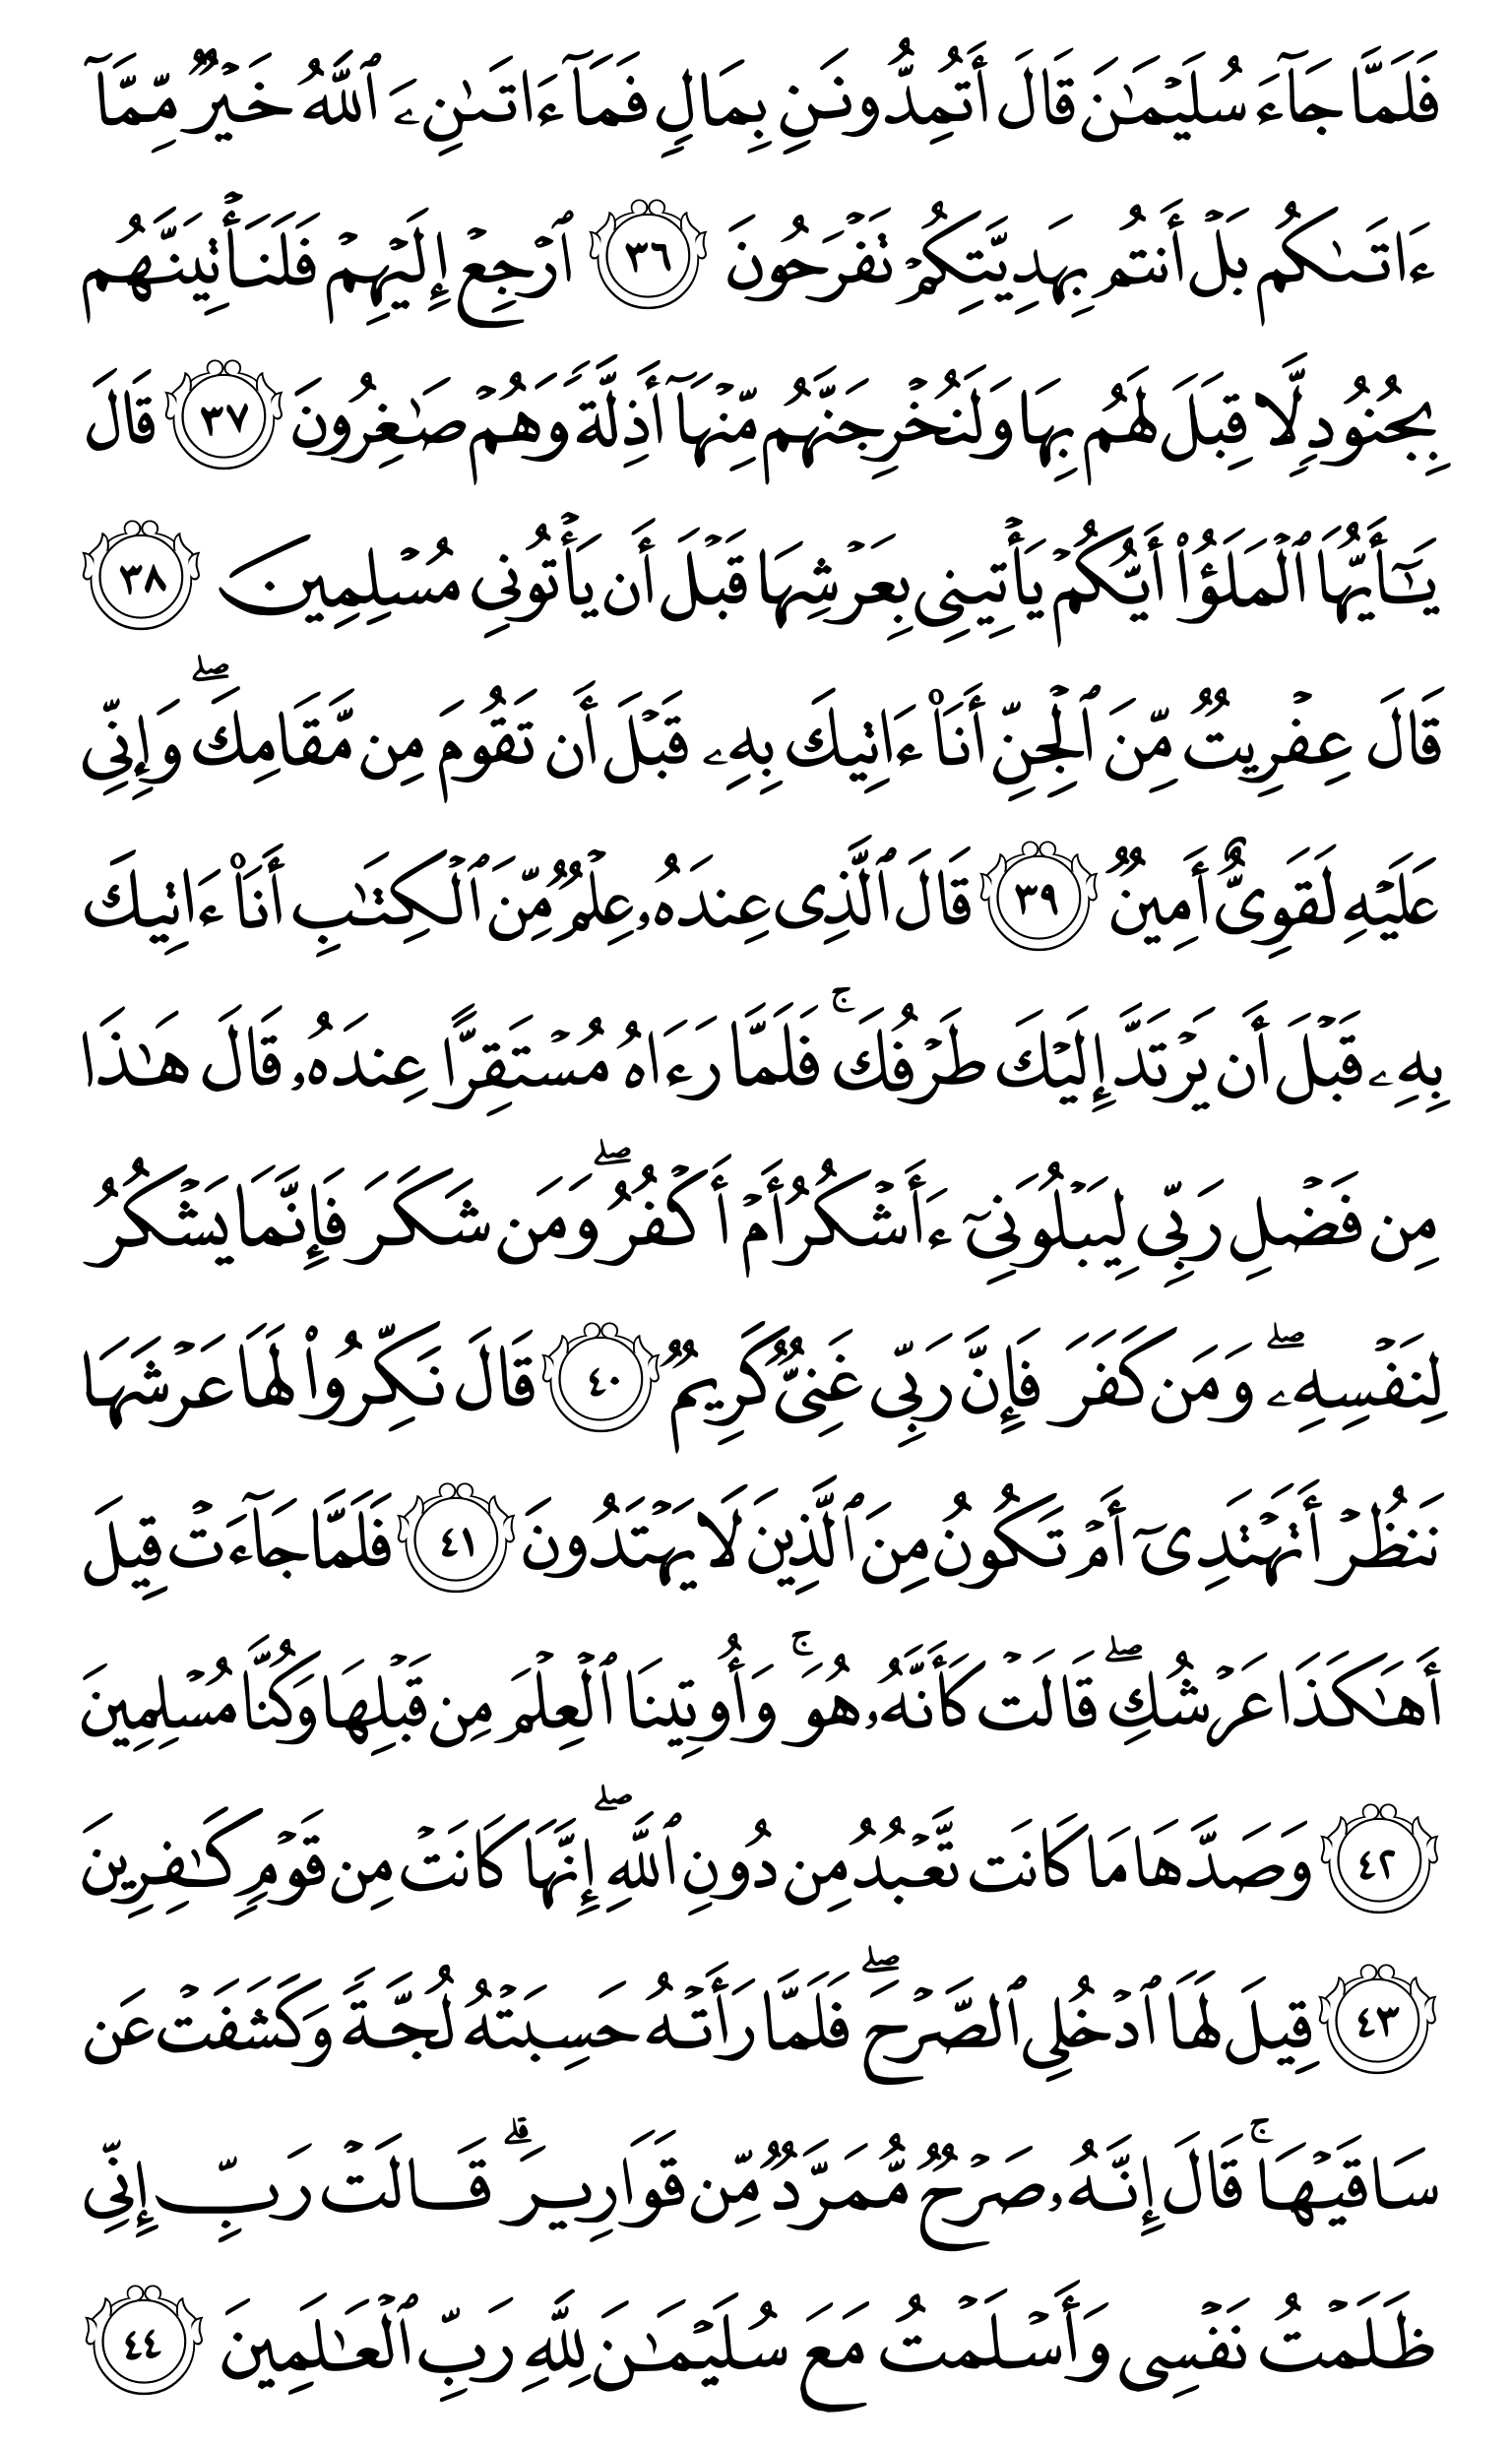 فَلَمَّا جَآءَ سُلَيۡمَٰنَ قَالَ أَتُمِدُّونَنِ بِمَالٖ فَمَآ ءَاتَىٰنِۦَ ٱللَّهُ خَيۡرٞ مِّمَّآ
ءَاتَىٰكُم بَلۡ أَنتُم بِهَدِيَّتِكُمۡ تَفۡرَحُونَ ٣٦ ٱرۡجِعۡ إِلَيۡهِمۡ فَلَنَأۡتِيَنَّهُم
بِجُنُودٖ لَّا قِبَلَ لَهُم بِهَا وَلَنُخۡرِجَنَّهُم مِّنۡهَآ أَذِلَّةٗ وَهُمۡ صَٰغِرُونَ ٣٧ قَالَ
يَٰٓأَيُّهَا ٱلۡمَلَؤُاْ أَيُّكُمۡ يَأۡتِينِي بِعَرۡشِهَا قَبۡلَ أَن يَأۡتُونِي مُسۡلِمِينَ ٣٨
قَالَ عِفۡرِيتٞ مِّنَ ٱلۡجِنِّ أَنَا۠ ءَاتِيكَ بِهِۦ قَبۡلَ أَن تَقُومَ مِن مَّقَامِكَۖ وَإِنِّي
عَلَيۡهِ لَقَوِيٌّ أَمِينٞ ٣٩ قَالَ ٱلَّذِي عِندَهُۥ عِلۡمٞ مِّنَ ٱلۡكِتَٰبِ أَنَا۠ ءَاتِيكَ
بِهِۦ قَبۡلَ أَن يَرۡتَدَّ إِلَيۡكَ طَرۡفُكَۚ فَلَمَّا رَءَاهُ مُسۡتَقِرًّا عِندَهُۥ قَالَ هَٰذَا
مِن فَضۡلِ رَبِّي لِيَبۡلُوَنِيٓ ءَأَشۡكُرُ أَمۡ أَكۡفُرُۖ وَمَن شَكَرَ فَإِنَّمَا يَشۡكُرُ
لِنَفۡسِهِۦۖ وَمَن كَفَرَ فَإِنَّ رَبِّي غَنِيّٞ كَرِيمٞ ٤٠ قَالَ نَكِّرُواْ لَهَا عَرۡشَهَا
نَنظُرۡ أَتَهۡتَدِيٓ أَمۡ تَكُونُ مِنَ ٱلَّذِينَ لَا يَهۡتَدُونَ ٤١ فَلَمَّا جَآءَتۡ قِيلَ
أَهَٰكَذَا عَرۡشُكِۖ قَالَتۡ كَأَنَّهُۥ هُوَۚ وَأُوتِينَا ٱلۡعِلۡمَ مِن قَبۡلِهَا وَكُنَّا مُسۡلِمِينَ
٤٢ وَصَدَّهَا مَا كَانَت تَّعۡبُدُ مِن دُونِ ٱللَّهِۖ إِنَّهَا كَانَتۡ مِن قَوۡمٖ كَٰفِرِينَ
٤٣ قِيلَ لَهَا ٱدۡخُلِي ٱلصَّرۡحَۖ فَلَمَّا رَأَتۡهُ حَسِبَتۡهُ لُجَّةٗ وَكَشَفَتۡ عَن
سَاقَيۡهَاۚ قَالَ إِنَّهُۥ صَرۡحٞ مُّمَرَّدٞ مِّن قَوَارِيرَۗ قَالَتۡ رَبِّ إِنِّي
ظَلَمۡتُ نَفۡسِي وَأَسۡلَمۡتُ مَعَ سُلَيۡمَٰنَ لِلَّهِ رَبِّ ٱلۡعَٰلَمِينَ ٤٤